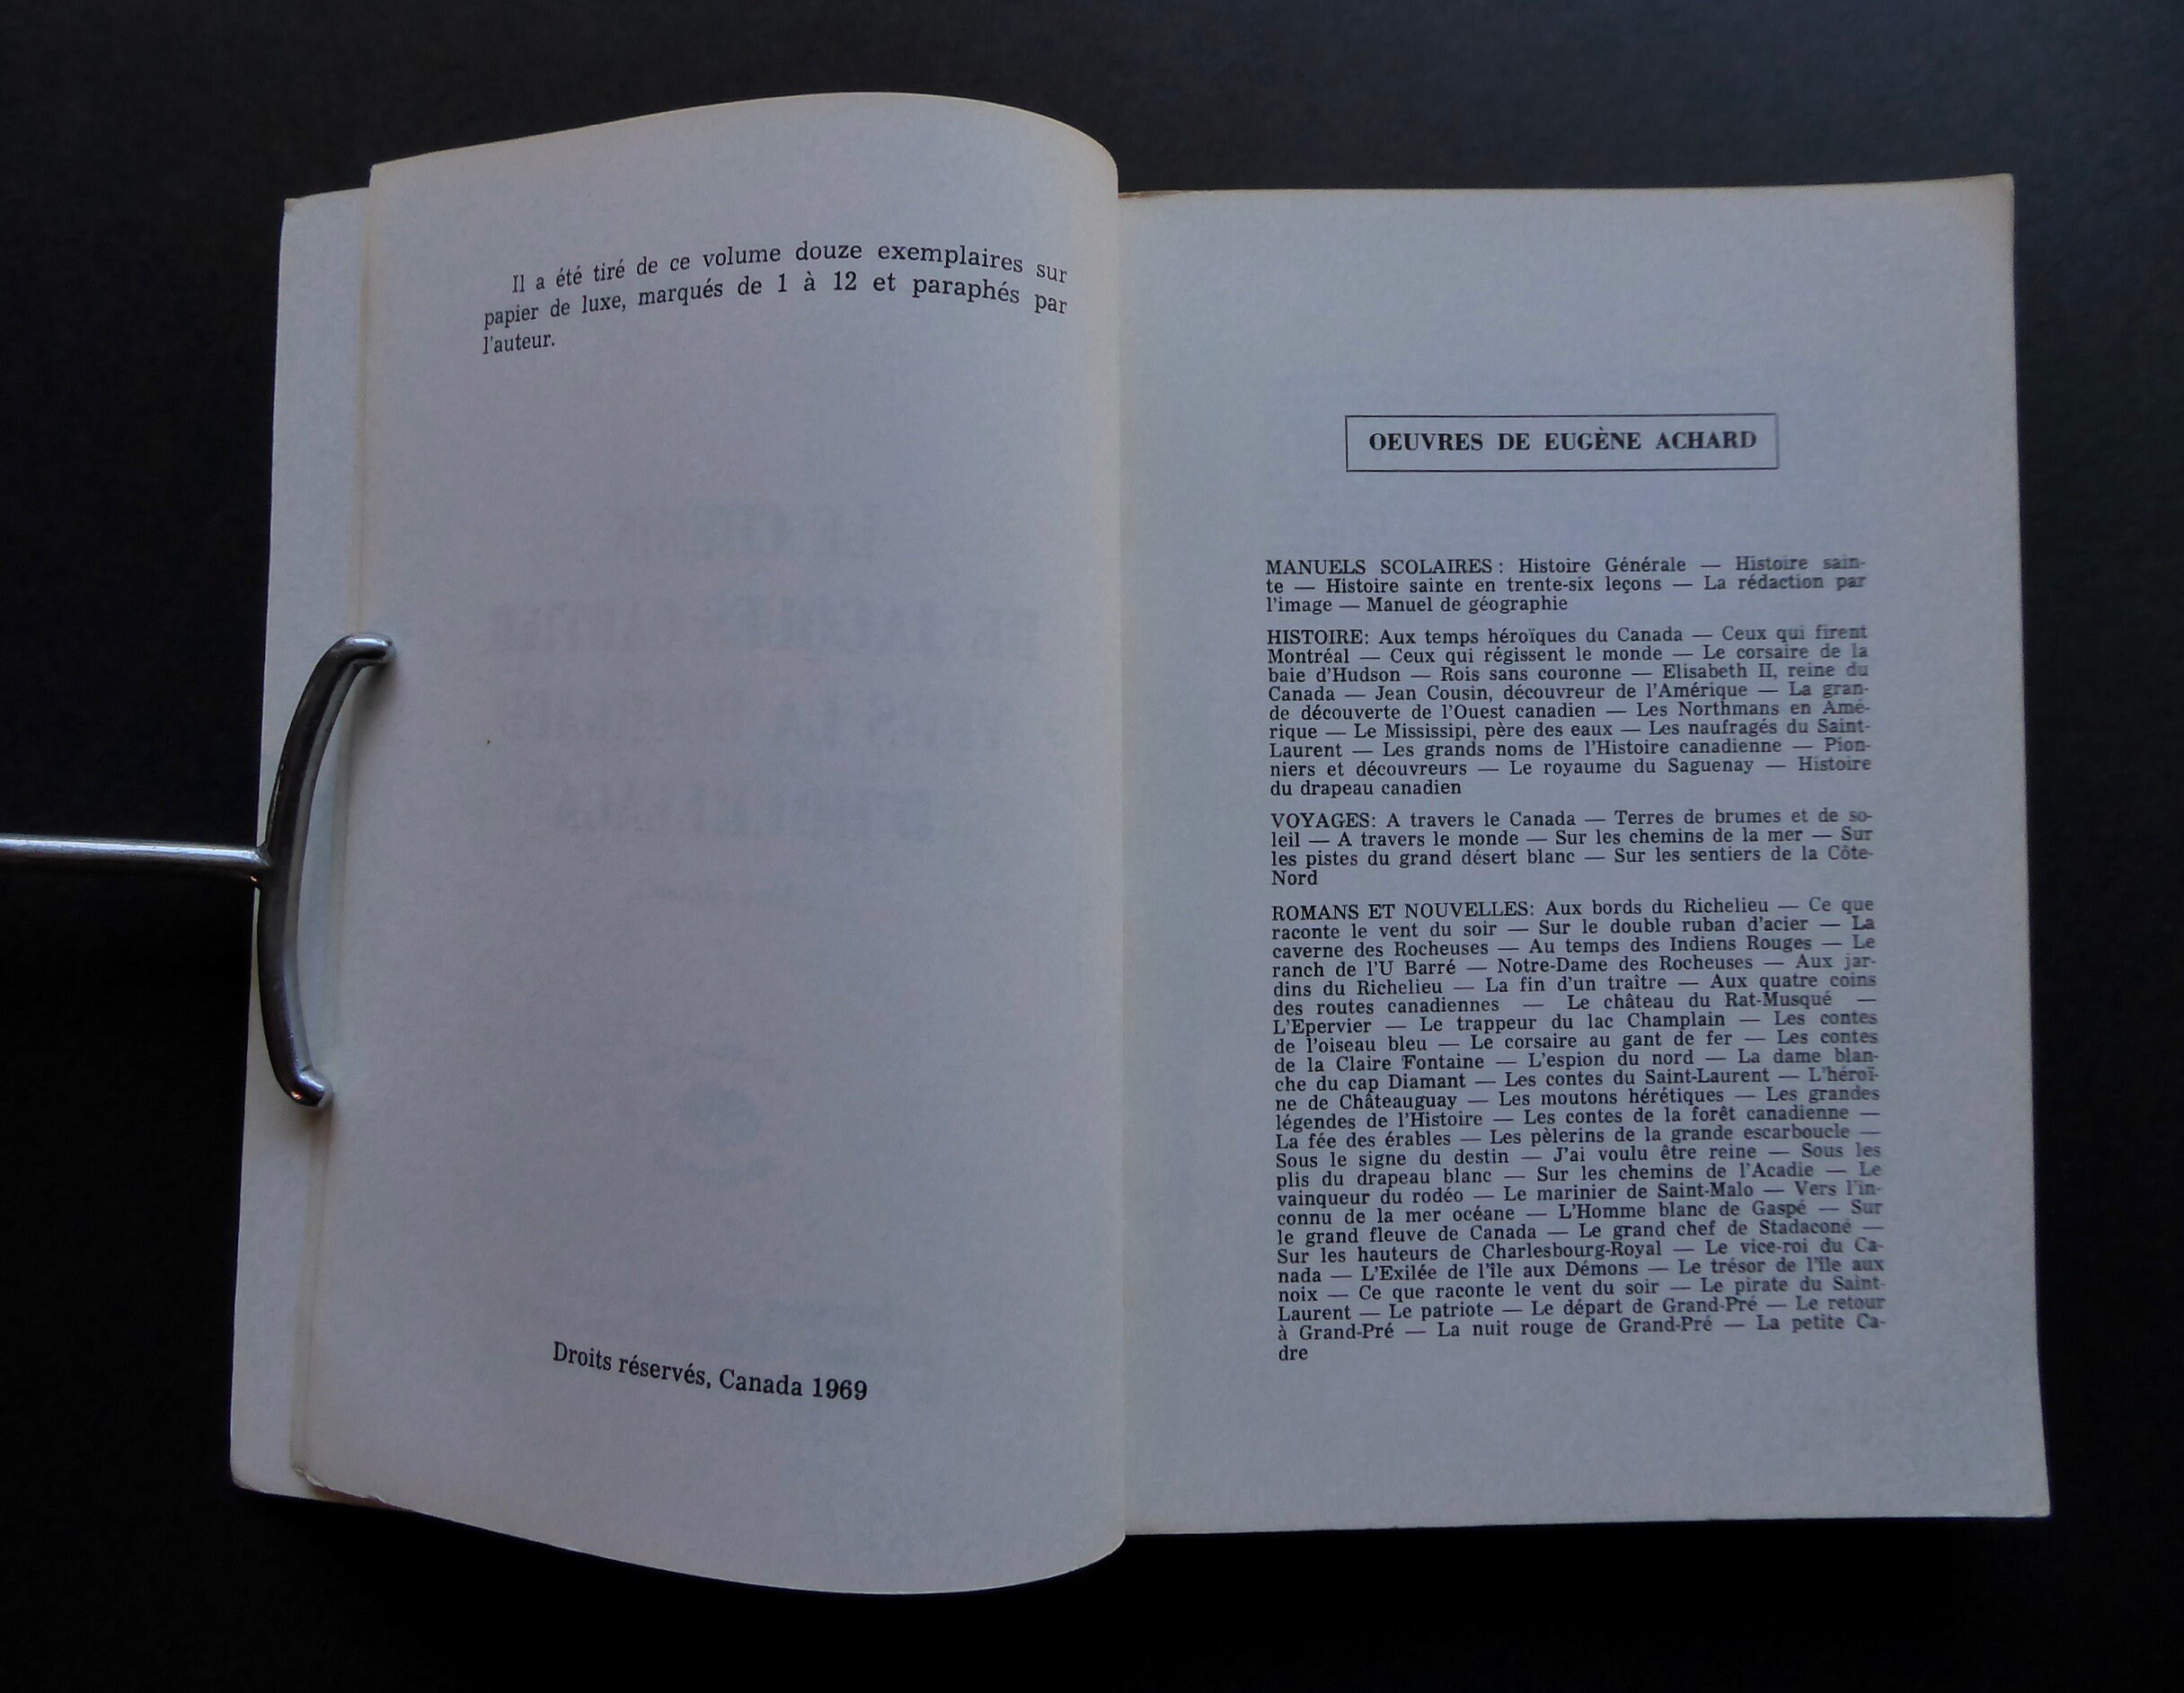 Il a été tiré de ce volume douze exemplaires sur
papier de luxe, marqués de 1 à 12 et paraphés par
l'auteur.
Droits réservés, Canada 1969
OEUVRES DE EUGÈNE ACHARD
MANUELS SCOLAIRES : Histoire Générale — Histoire sain-
te — Histoire sainte en trente-six leçons — La rédaction par
l'image — Manuel de géographie
HISTOIRE: Aux temps héroïques du Canada — Ceux qui firent
Montréal — Ceux qui régissent le monde — Le corsaire de la
baie d'Hudson — Rois sans couronne — Elisabeth II, reine du
Canada — Jean Cousin, découvreur de l'Amérique — La gran-
de découverte de l'Ouest canadien — Les Northmans en Amé-
rique — Le Mississipi, père des eaux — Les naufragés du Saint-
Laurent — Les grands noms de l'Histoire canadienne — Pion-
niers et découvreurs — Le royaume du Saguenay — Histoire
du drapeau canadien
VOYAGES: A travers le Canada — Terres de brumes et de so-
leil — A travers le monde — Sur les chemins de la mer — Sur
les pistes du grand désert blanc — Sur les sentiers de la Côte-
Nord
ROMANS ET NOUVELLES: Aux bords du Richelieu — Ce que
raconte le vent du soir — Sur le double ruban d'acier — La
caverne des Rocheuses — Au temps des Indiens Rouges — Le
ranch de l'U Barré — Notre-Dame des Rocheuses — Aux jar-
dins du Richelieu — La fin d'un traître — Aux quatre coins
des routes canadiennes — Le château du Rat-Musqué —
L'Epervier — Le trappeur du lac Champlain — Les contes
de l'oiseau bleu — Le corsaire au gant de fer — Les contes
de la Claire Fontaine — L'espion du nord — La dame blan-
che du cap Diamant — Les contes du Saint-Laurent — L'héroï-
ne de Châteauguay — Les moutons hérétiques — Les grandes
légendes de l'Histoire — Les contes de la forêt canadienne —
La fée des érables — Les pèlerins de la grande escarboucle —
Sous le signe du destin — J'ai voulu être reine — Sous les
plis du drapeau blanc — Sur les chemins de l'Acadie — Le
vainqueur du rodéo — Le marinier de Saint-Malo — Vers l'in-
connu de la mer océane — L'Homme blanc de Gaspé — Sur
le grand fleuve de Canada — Le grand chef de Stadaconé —
Sur les hauteurs de Charlesbourg-Royal — Le vice-roi du Ca-
nada — L'Exilée de l'île aux Démons — Le trésor de l'île aux
noix — Ce que raconte le vent du soir — Le pirate du Saint-
Laurent — Le patriote — Le départ de Grand-Pré — Le retour
à Grand-Pré — La nuit rouge de Grand-Pré — La petite Ca-
dre